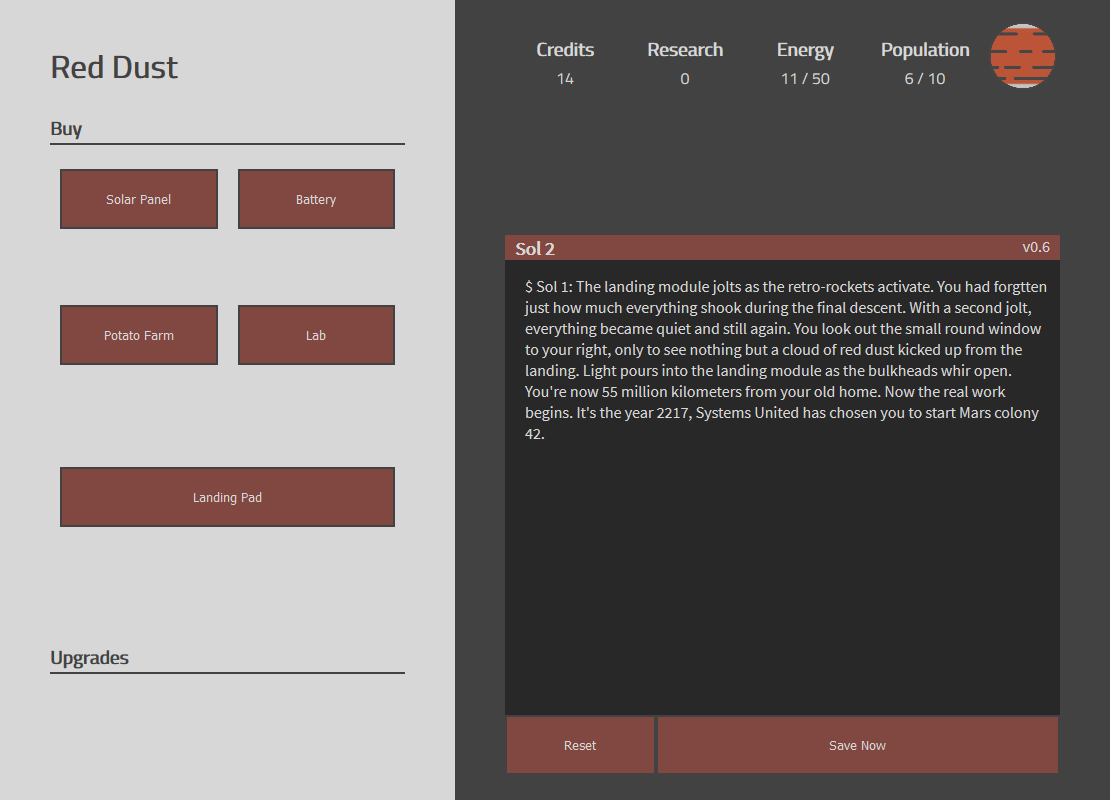 Red Dust
Buy
Solar Panel
Battery
Potato Farm
Lab
Landing Pad
Upgrades
Credits
Research
Energy
Population
14
0
11 / 50
6 / 10
Sol 2
v0.6
$ Sol 1: The landing module jolts as the retro-rockets activate. You had forgtten
just how much everything shook during the final descent. With a second jolt,
everything became quiet and still again. You look out the small round window
to your right, only to see nothing but a cloud of red dust kicked up from the
landing. Light pours into the landing module as the bulkheads whir open.
You're now 55 million kilometers from your old home. Now the real work
begins. It's the year 2217, Systems United has chosen you to start Mars colony
42.
Reset
Save Now